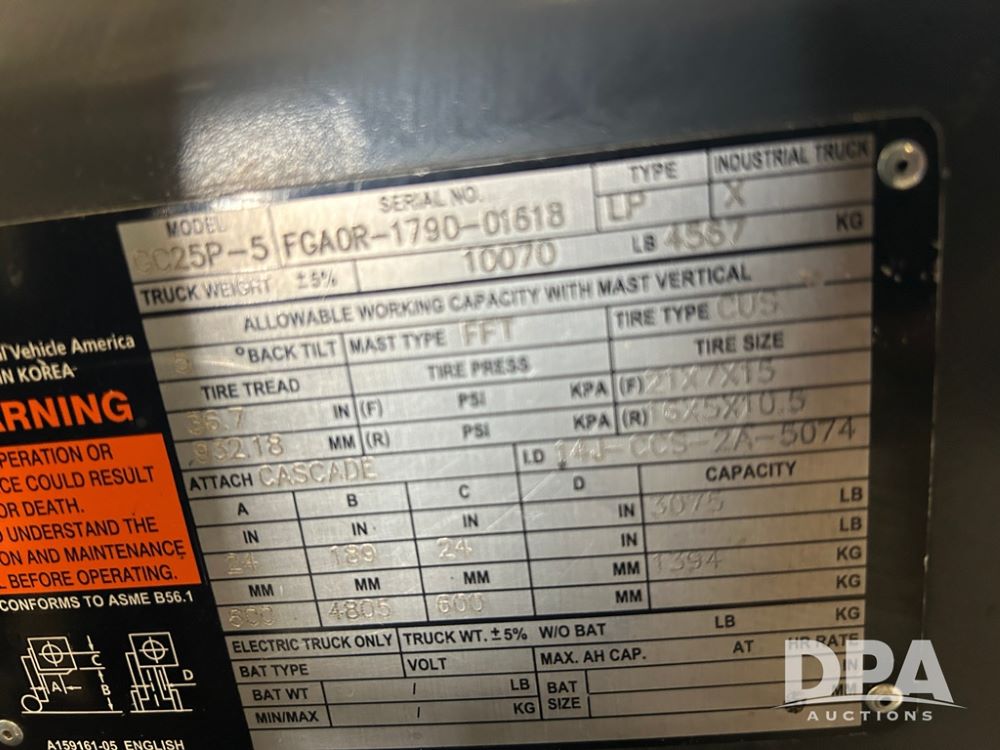 MODEL SERIAL NO. TYPE INDUSTRIAL TRUCK
GC25P-5 FGA0R-1790-01618 LP X
TRUCK WEIGHT ±5% 10070 LB 4567 KG
ALLOWABLE WORKING CAPACITY WITH MAST VERTICAL
° BACK TILT MAST TYPE FFT TIRE TYPE CUS
TIRE TREAD TIRE PRESS TIRE SIZE
36.7 IN (F) PSI KPA (F) 21X7X15
932.18 MM (R) PSI KPA (R) 16X5X10.5
ATTACH CASCADE I.D 14J-CCS-2A-5074
A B C D CAPACITY
IN IN IN IN 3075 LB
24 189 24 IN LB
MM MM MM MM 1394 KG
600 4805 600 MM KG
ELECTRIC TRUCK ONLY TRUCK WT. ±5% W/O BAT LB KG
BAT TYPE VOLT MAX. AH CAP. AT HR RATE
BAT WT / LB BAT IN
MIN/MAX / KG SIZE MM
Vehicle America
IN KOREA
ARNING
PERATION OR
CE COULD RESULT
OR DEATH.
UNDERSTAND THE
ON AND MAINTENANCE
BEFORE OPERATING.
CONFORMS TO ASME B56.1
A C B D
A159161-05 ENGLISH
DPA
AUCTIONS